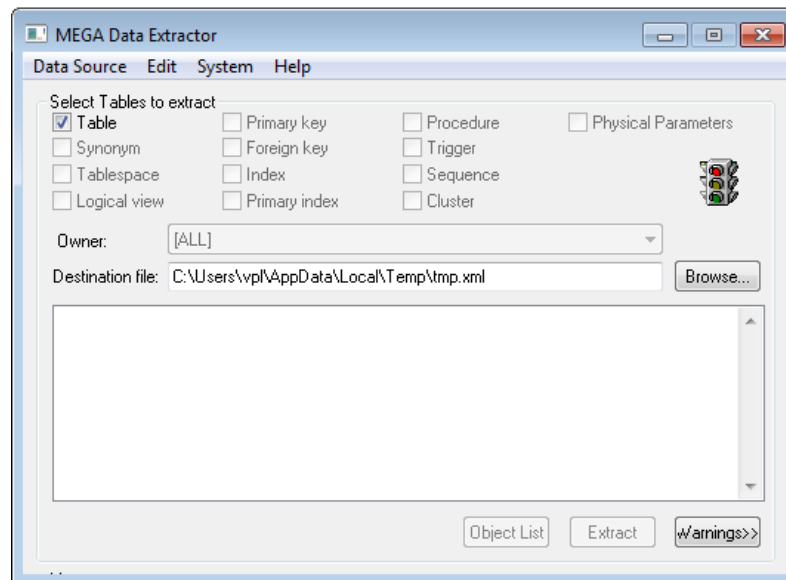 MEGA Data Extractor
Data Source Edit System Help
Select Tables to extract
Table Primary key Procedure Physical Parameters
Synonym Foreign key Trigger
Tablespace Index Sequence
Logical view Primary index Cluster
Owner: [ALL]
Destination file: C:\Users\vpl\AppData\Local\Temp\tmp.xml Browse...
Object List Extract Warnings>>